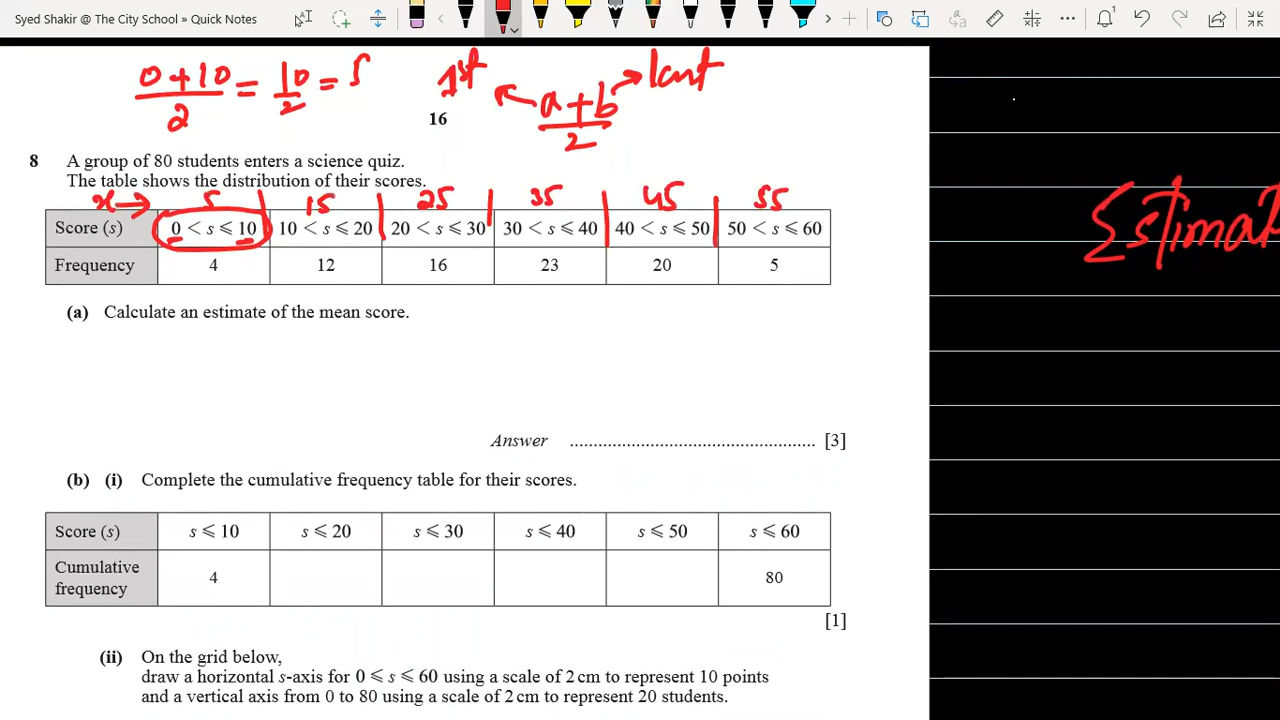 Syed Shakir @ The City School » Quick Notes
0 + 10 / 2 = 10 / 2 = 5
1st
a + b / 2
last
16
8 A group of 80 students enters a science quiz.
The table shows the distribution of their scores.
x → 5 15 25 35 45 55
Score (s) 0 < s ⩽ 10 10 < s ⩽ 20 20 < s ⩽ 30 30 < s ⩽ 40 40 < s ⩽ 50 50 < s ⩽ 60
Frequency 4 12 16 23 20 5
(a) Calculate an estimate of the mean score.
Answer .................................................. [3]
(b) (i) Complete the cumulative frequency table for their scores.
Score (s) s ⩽ 10 s ⩽ 20 s ⩽ 30 s ⩽ 40 s ⩽ 50 s ⩽ 60
Cumulative frequency 4 80
[1]
(ii) On the grid below,
draw a horizontal s-axis for 0 ⩽ s ⩽ 60 using a scale of 2 cm to represent 10 points
and a vertical axis from 0 to 80 using a scale of 2 cm to represent 20 students.
Estimat